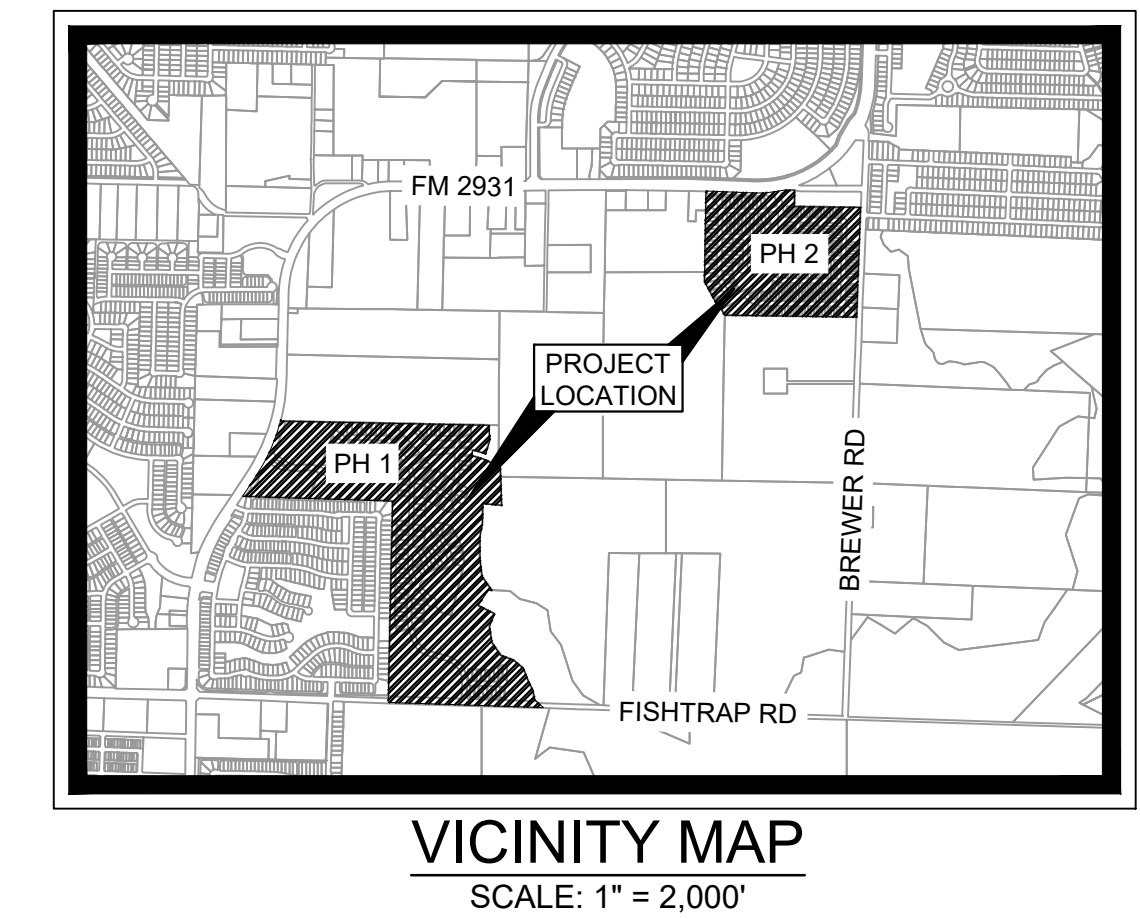 FM 2931
PH 2
PROJECT
LOCATION
PH 1
BREWER RD
FISHTRAP RD
VICINITY MAP
SCALE: 1" = 2,000'